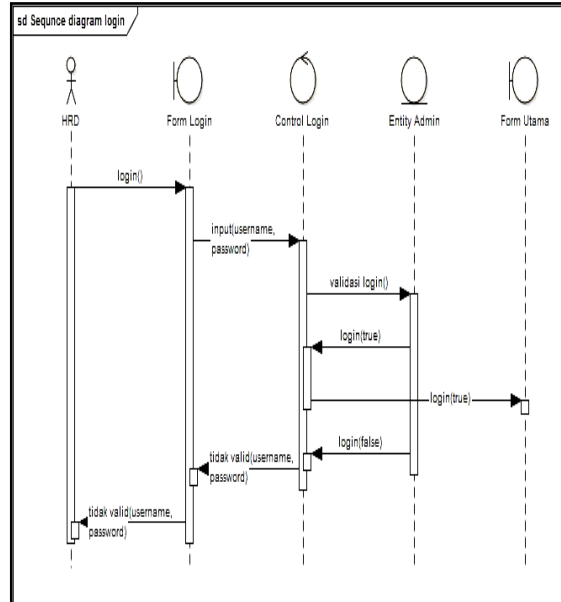 sd Sequnce diagram login
HRD
Form Login
Control Login
Entity Admin
Form Utama
login()
input(username,
password)
validasi login()
login(true)
login(true)
login(false)
tidak valid(username,
password)
tidak valid(username,
password)